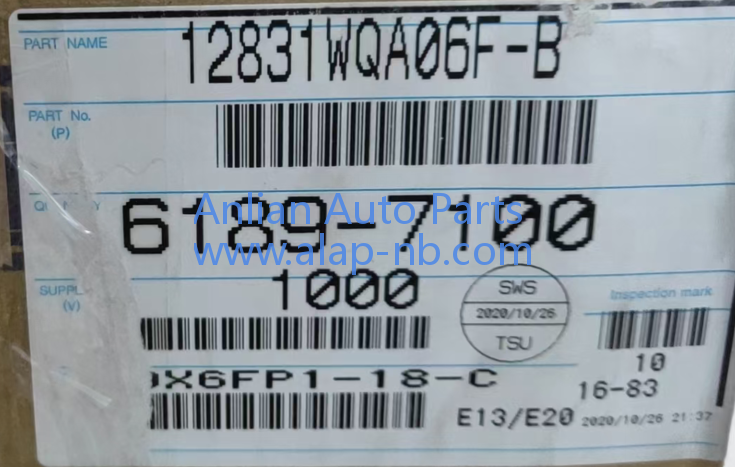 PART NAME
12831WQA06F-B
PART No.
(P)
6189-7100
Anlian Auto Parts
www.alap-nb.com
1000
(V)
SWS
2020/10/26
TSU
Inspection mark
10
X6FP1-18-C
16-83
E13/E20
2020/10/26 21:37